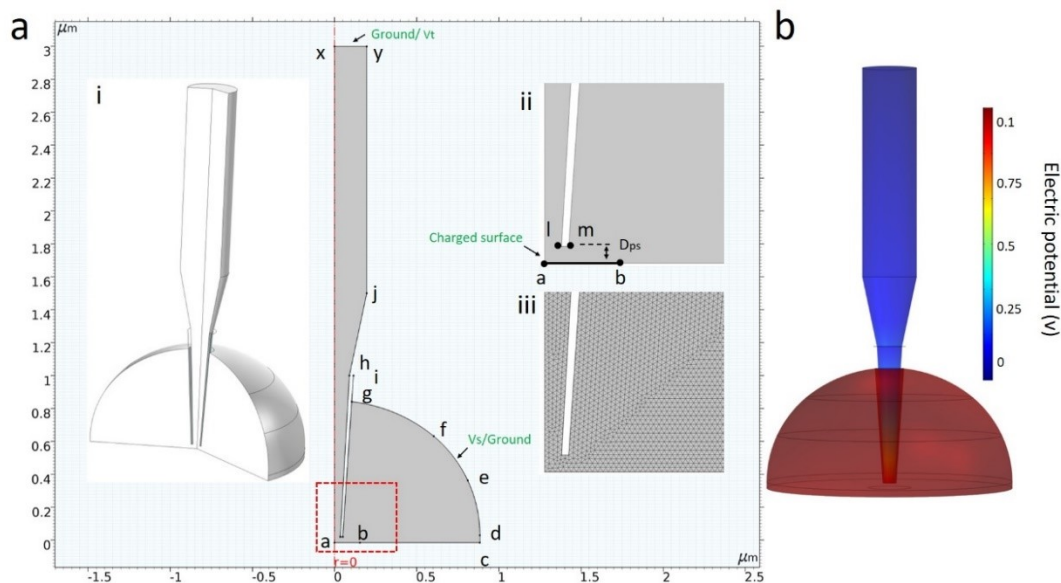 a
μm
Ground/ Vt
x
y
i
j
h
i
g
f
Vs/Ground
e
d
a
b
c
r=0
μm
3
2.8
2.6
2.4
2.2
2
1.8
1.6
1.4
1.2
1
0.8
0.6
0.4
0.2
0
-1.5
-1
-0.5
0
0.5
1
1.5
2
2.5
ii
l
m
Dps
Charged surface
a
b
iii
b
0.1
0.75
0.5
0.25
0
Electric potential (v)